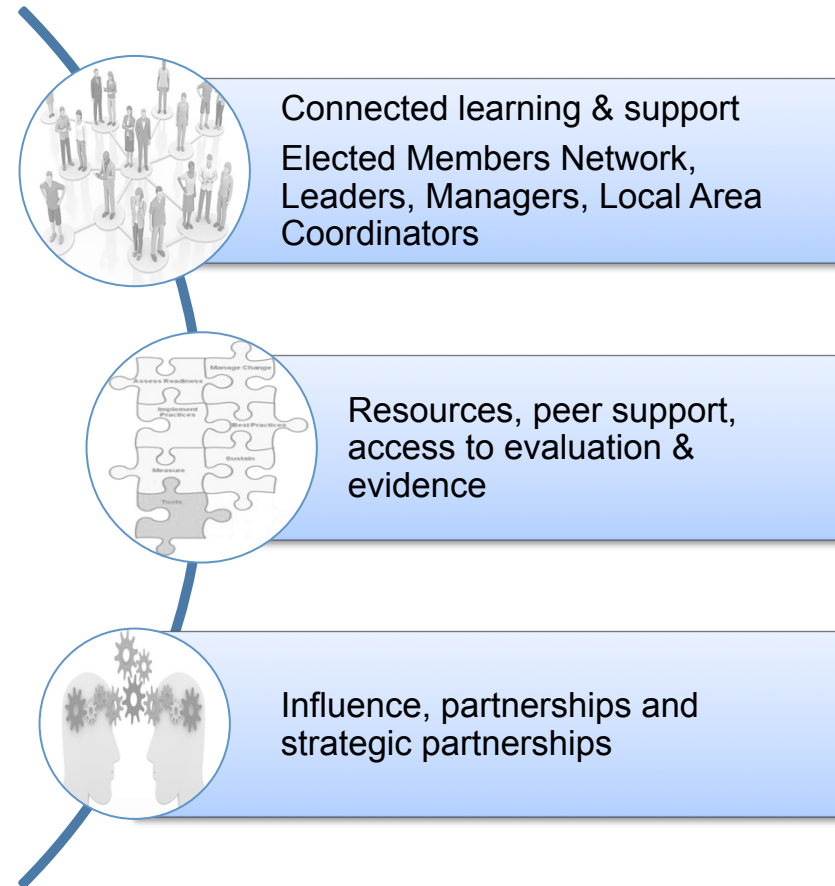 Connected learning & support
Elected Members Network,
Leaders, Managers, Local Area
Coordinators
Manage Change
Assess Readiness
Implement
Practices
Best Practices
Sustain
Measure
Tools
Resources, peer support,
access to evaluation &
evidence
Influence, partnerships and
strategic partnerships